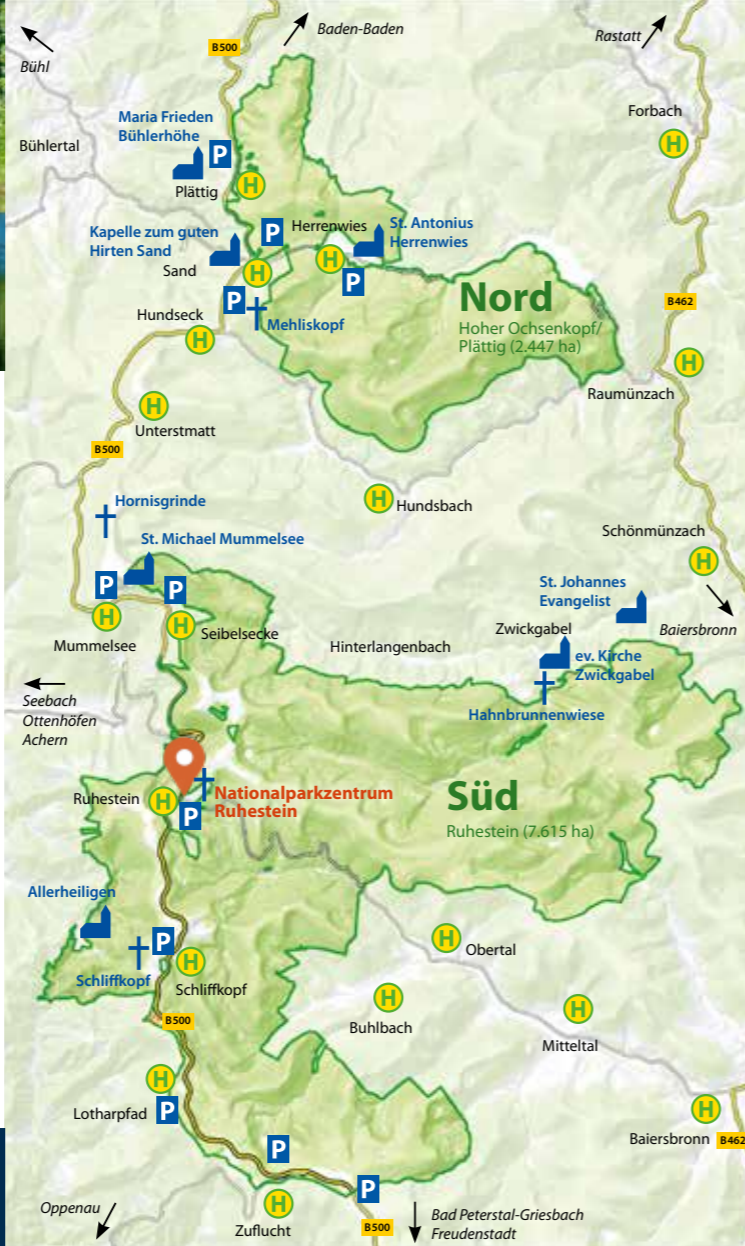 B500
Baden-Baden
Rastatt
Bühl
Maria Frieden
Bühlerhöhe
P
Forbach
H
Bühlertal
Plättig
H
Kapelle zum guten
Hirten Sand
P
Herrenwies
St. Antonius
Herrenwies
Sand
H
H
P
P
Nord
Hoher Ochsenkopf/
Plättig (2.447 ha)
B462
Hundseck
H
Mehliskopf
H
Raumünzach
H
Unterstmatt
B500
H
Hundsbach
Hornisgrinde
Schönmünzach
H
St. Michael Mummelsee
P
P
H
Mummelsee
H
Seibelsecke
St. Johannes
Evangelist
Baiersbronn
Zwickgabel
Hinterlangenbach
ev. Kirche
Zwickgabel
Hahnbrunnenwiese
Seebach
Ottenhöfen
Achern
Ruhestein
H
P
Nationalparkzentrum
Ruhestein
Süd
Ruhestein (7.615 ha)
Allerheiligen
Schliffkopf
P
H
Schliffkopf
H
Obertal
H
Buhlbach
H
Mitteltal
B500
H
Lotharpfad
P
H
Baiersbronn
B462
P
P
Oppenau
H
Zuflucht
B500
Bad Peterstal-Griesbach
Freudenstadt